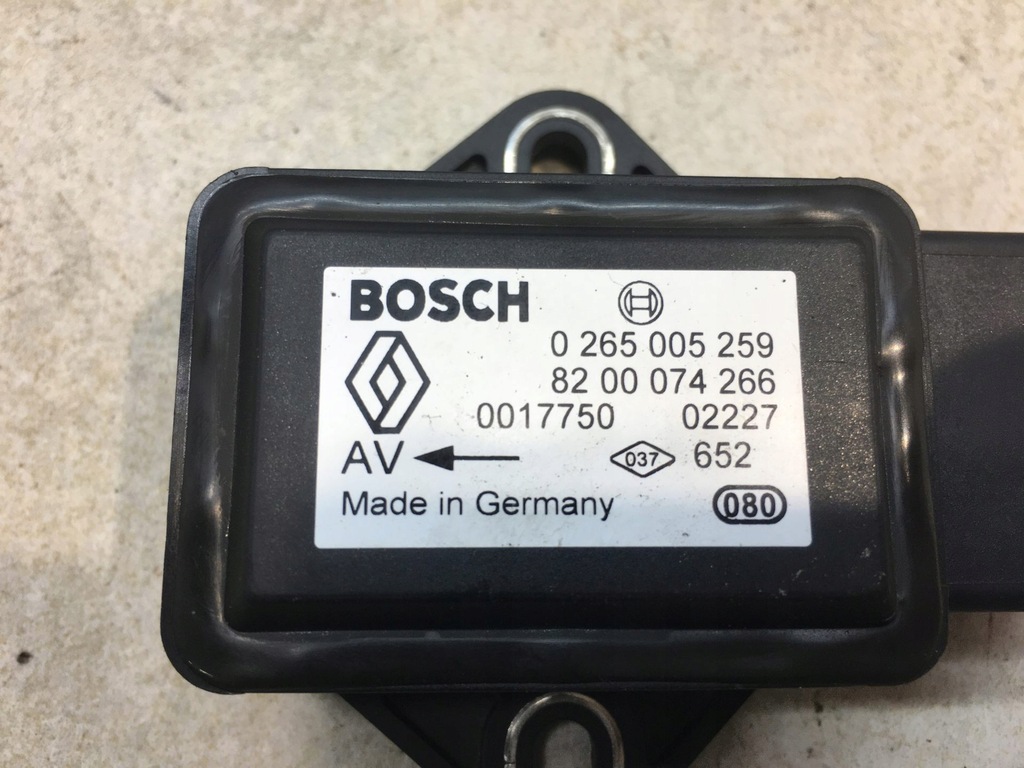 BOSCH
0 265 005 259
82 00 074 266
0017750 02227
AV 037 652
Made in Germany 080